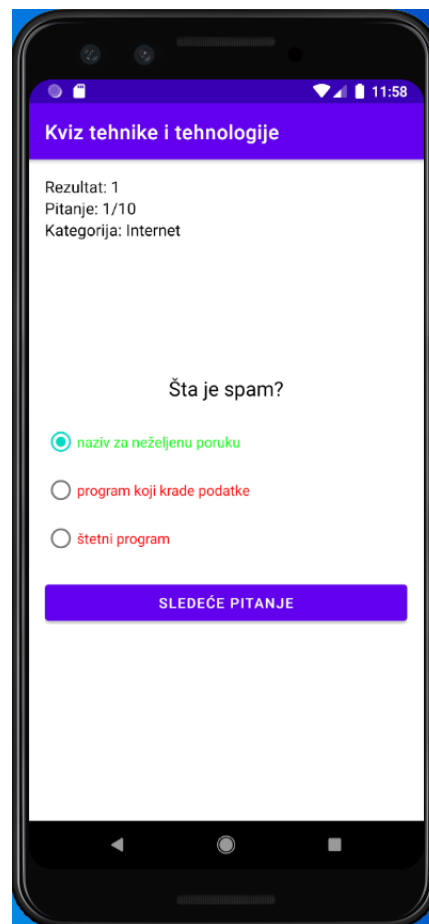 11:58
Kviz tehnike i tehnologije
Rezultat: 1
Pitanje: 1/10
Kategorija: Internet
Šta je spam?
naziv za neželjenu poruku
program koji krade podatke
štetni program
SLEDEĆE PITANJE